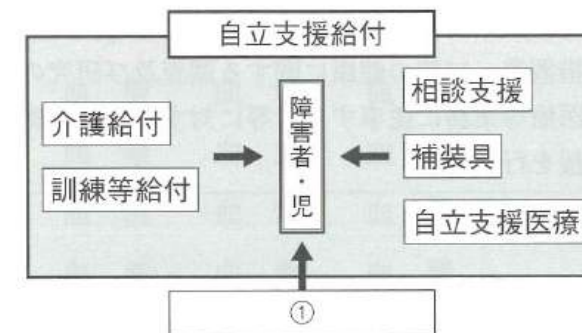 自立支援給付
介護給付
訓練等給付
障害者・児
相談支援
補装具
自立支援医療
①